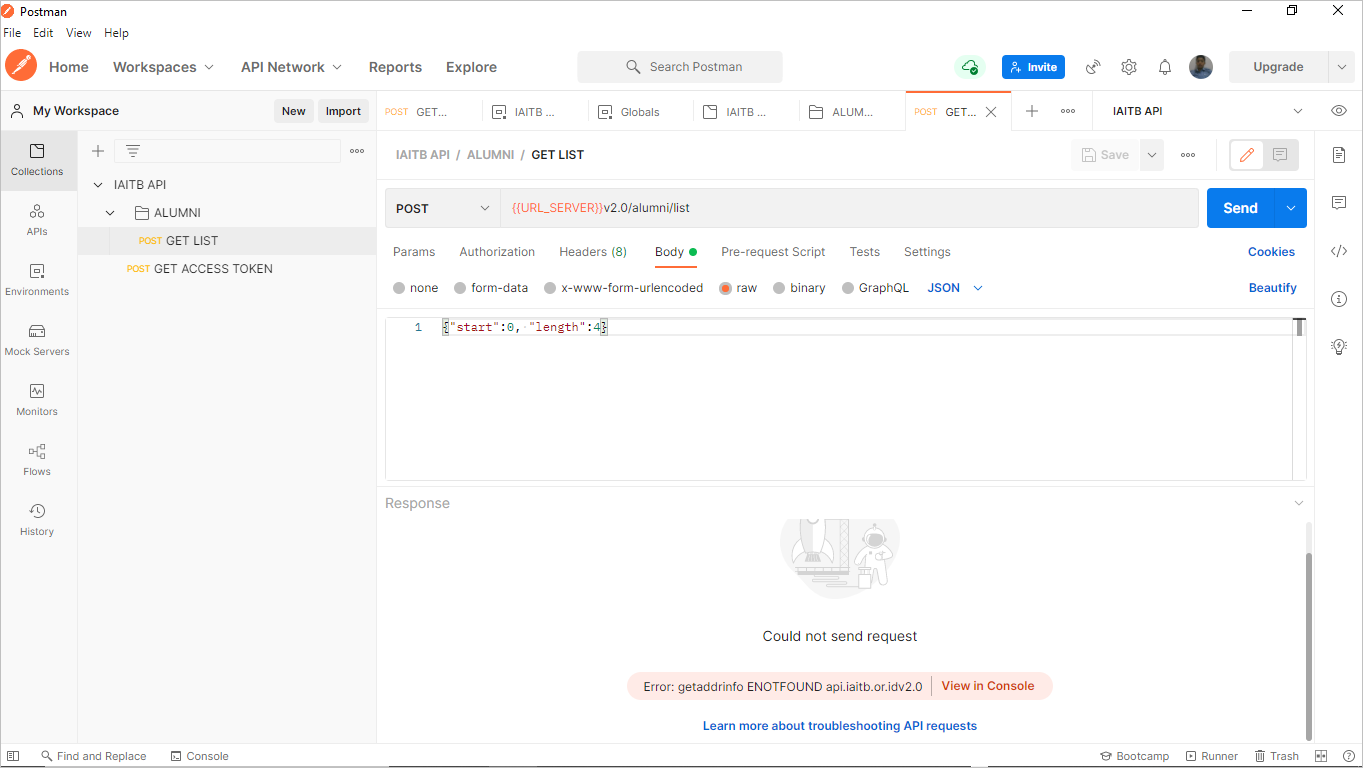 Postman
File Edit View Help
Home Workspaces API Network Reports Explore Search Postman Invite Upgrade
My Workspace New Import
POST GET... IAITB ... Globals IAITB ... ALUM... POST GET... IAITB API
Collections
APIs
Environments
Mock Servers
Monitors
Flows
History
IAITB API
ALUMNI
POST GET LIST
POST GET ACCESS TOKEN
IAITB API / ALUMNI / GET LIST Save
POST {{URL_SERVER}}v2.0/alumni/list Send
Params Authorization Headers (8) Body Pre-request Script Tests Settings Cookies
none form-data x-www-form-urlencoded raw binary GraphQL JSON Beautify
1 {"start":0, "length":4}
Response
Could not send request
Error: getaddrinfo ENOTFOUND api.iaitb.or.idv2.0 View in Console
Learn more about troubleshooting API requests
Find and Replace Console Bootcamp Runner Trash